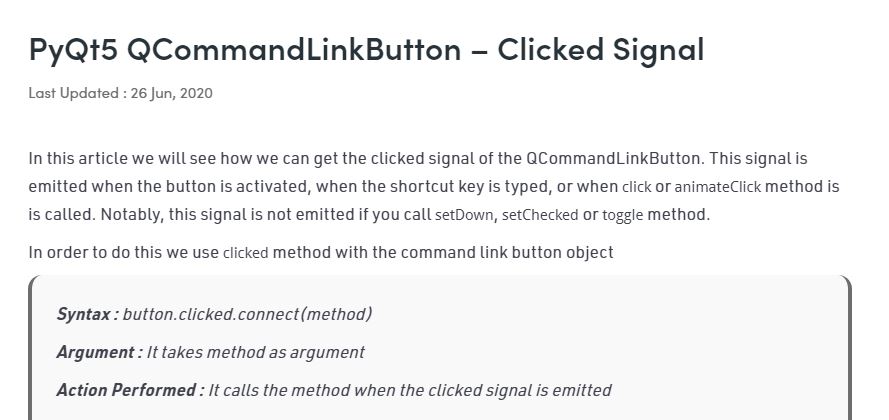 PyQt5 QCommandLinkButton – Clicked Signal
Last Updated : 26 Jun, 2020
In this article we will see how we can get the clicked signal of the QCommandLinkButton. This signal is
emitted when the button is activated, when the shortcut key is typed, or when click or animateClick method is
is called. Notably, this signal is not emitted if you call setDown, setChecked or toggle method.
In order to do this we use clicked method with the command link button object
Syntax : button.clicked.connect(method)
Argument : It takes method as argument
Action Performed : It calls the method when the clicked signal is emitted